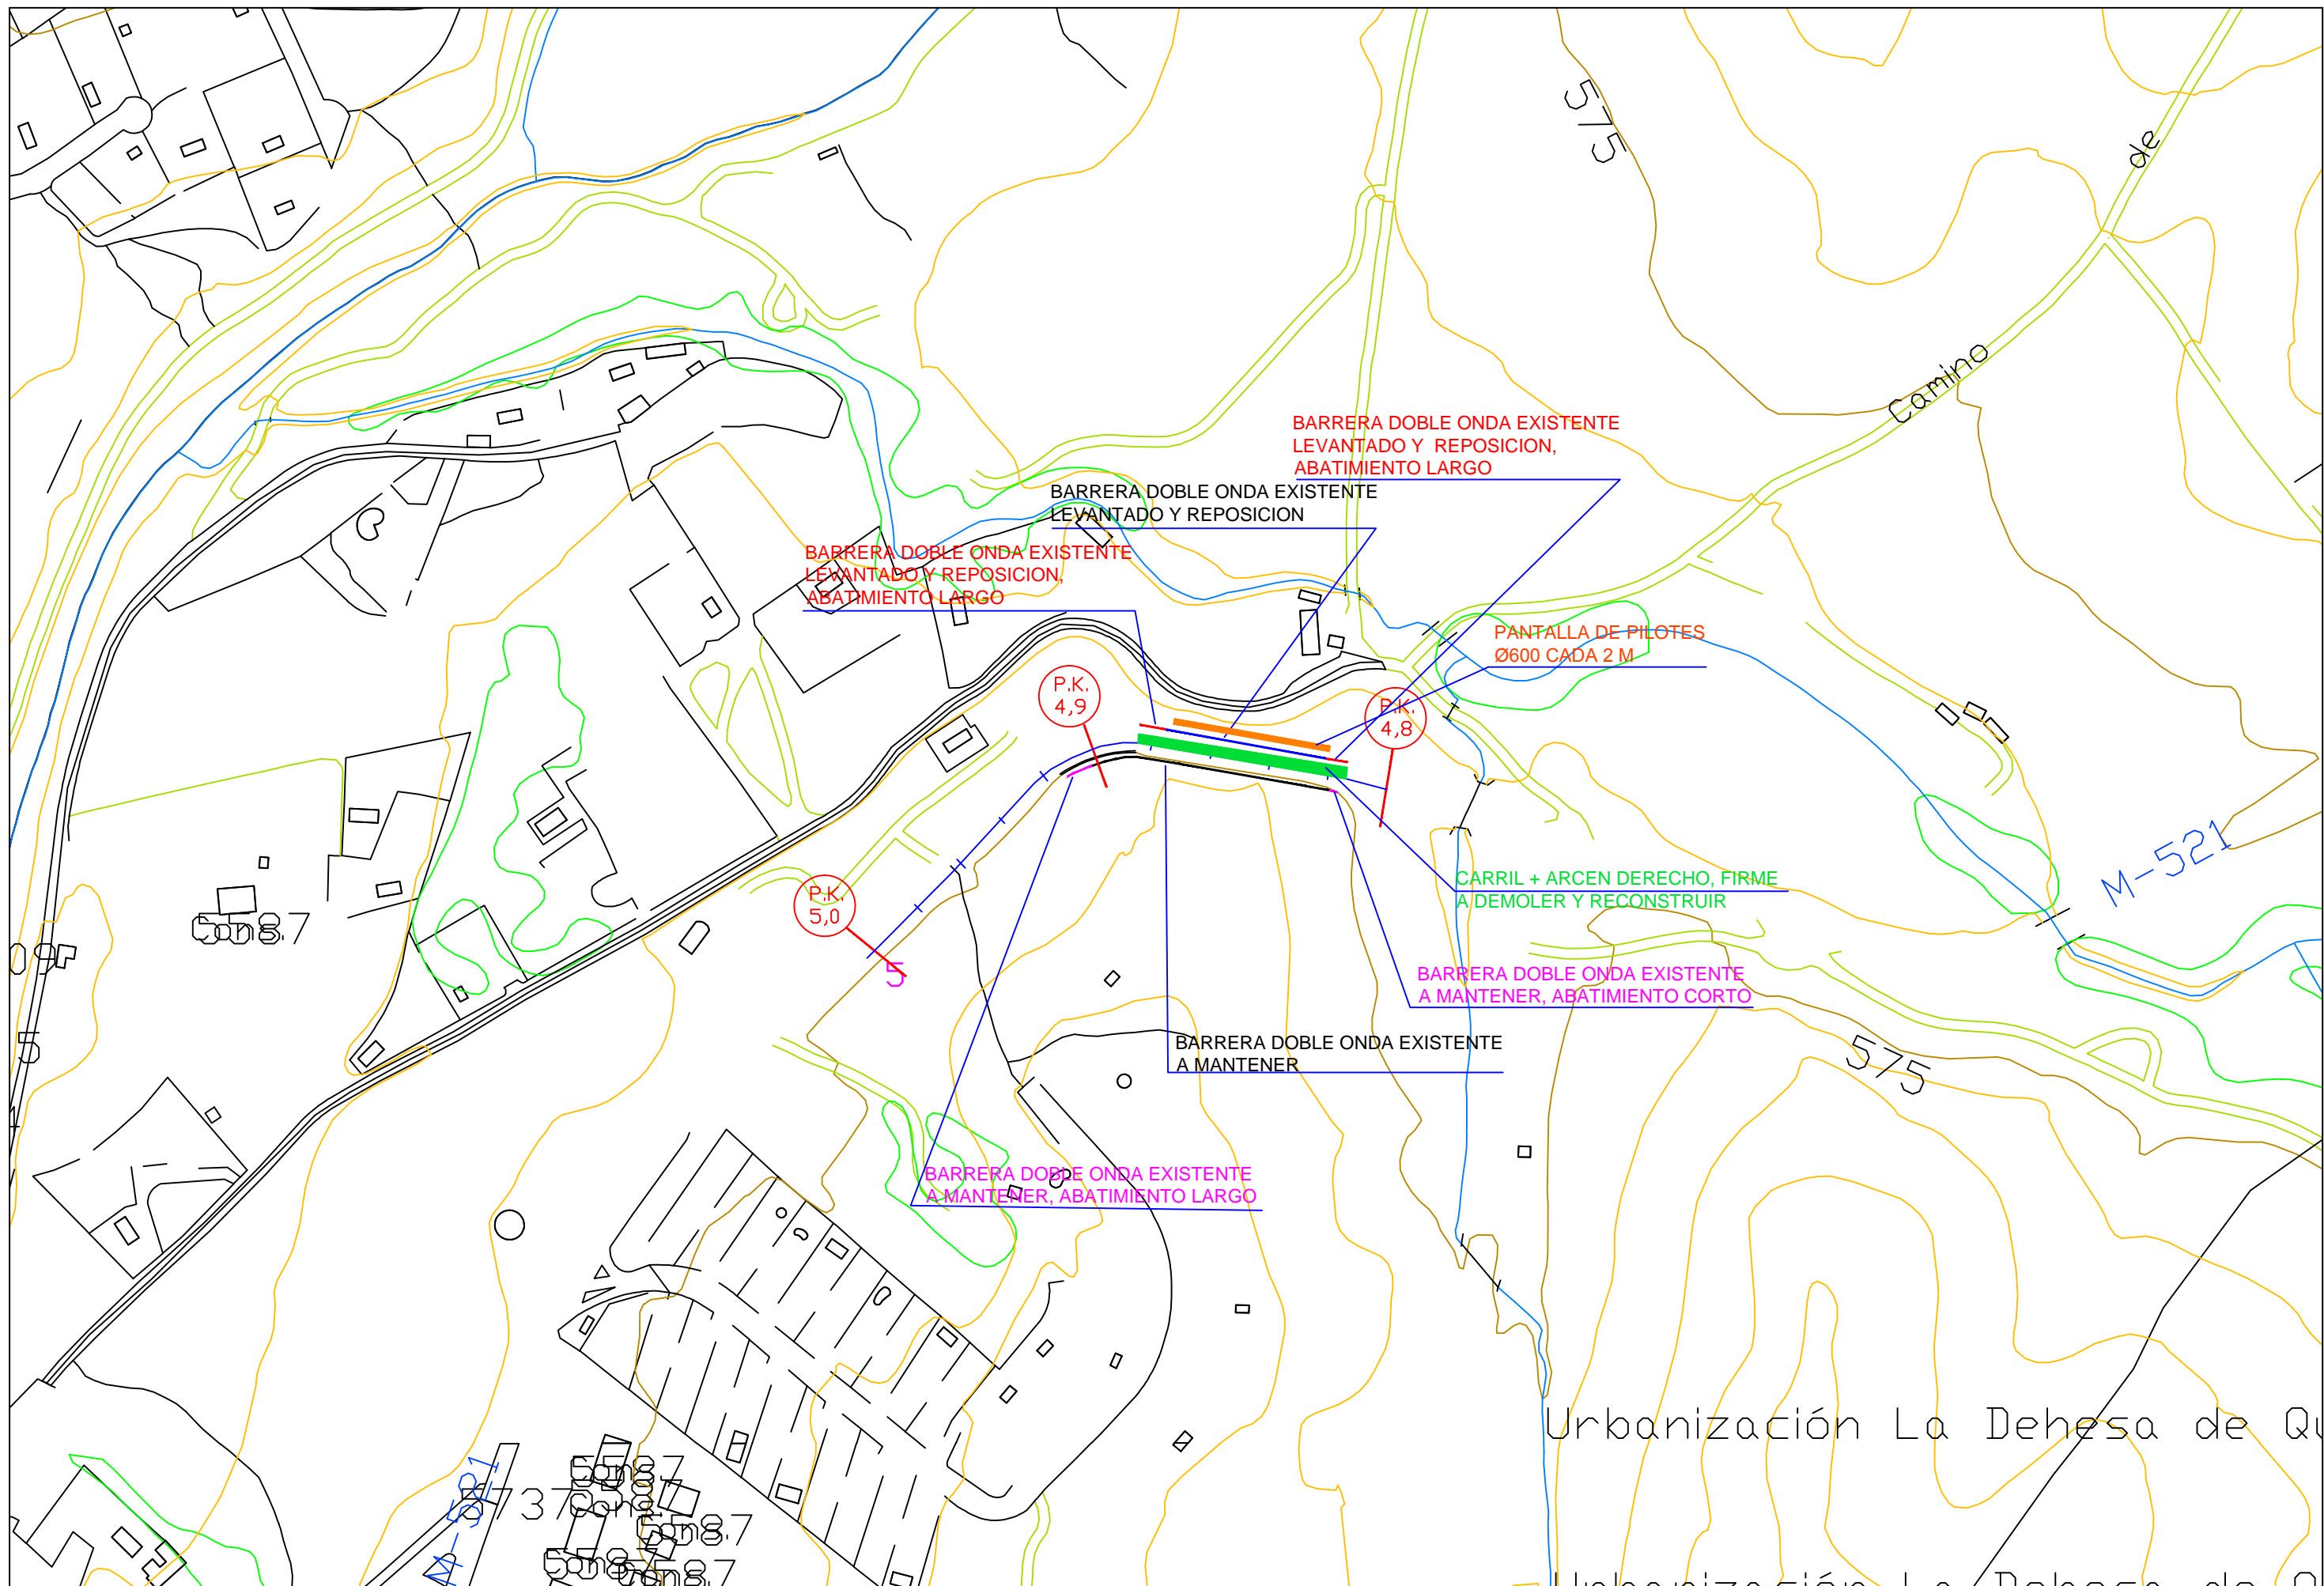 575
de
Camino
BARRERA DOBLE ONDA EXISTENTE
LEVANTADO Y REPOSICION,
ABATIMIENTO LARGO
BARRERA DOBLE ONDA EXISTENTE
LEVANTADO Y REPOSICION
BARRERA DOBLE ONDA EXISTENTE
LEVANTADO Y REPOSICION,
ABATIMIENTO LARGO
PANTALLA DE PILOTES
Ø600 CADA 2 M
P.K.
4,9
P.K.
4,8
P.K.
5,0
5
M-521
CARRIL + ARCEN DERECHO, FIRME
A DEMOLER Y RECONSTRUIR
BARRERA DOBLE ONDA EXISTENTE
A MANTENER, ABATIMIENTO CORTO
BARRERA DOBLE ONDA EXISTENTE
A MANTENER
575
5
BARRERA DOBLE ONDA EXISTENTE
A MANTENER, ABATIMIENTO LARGO
Urbanización La Dehesa de Qu
M-521
Urbanización La Dehesa de Q